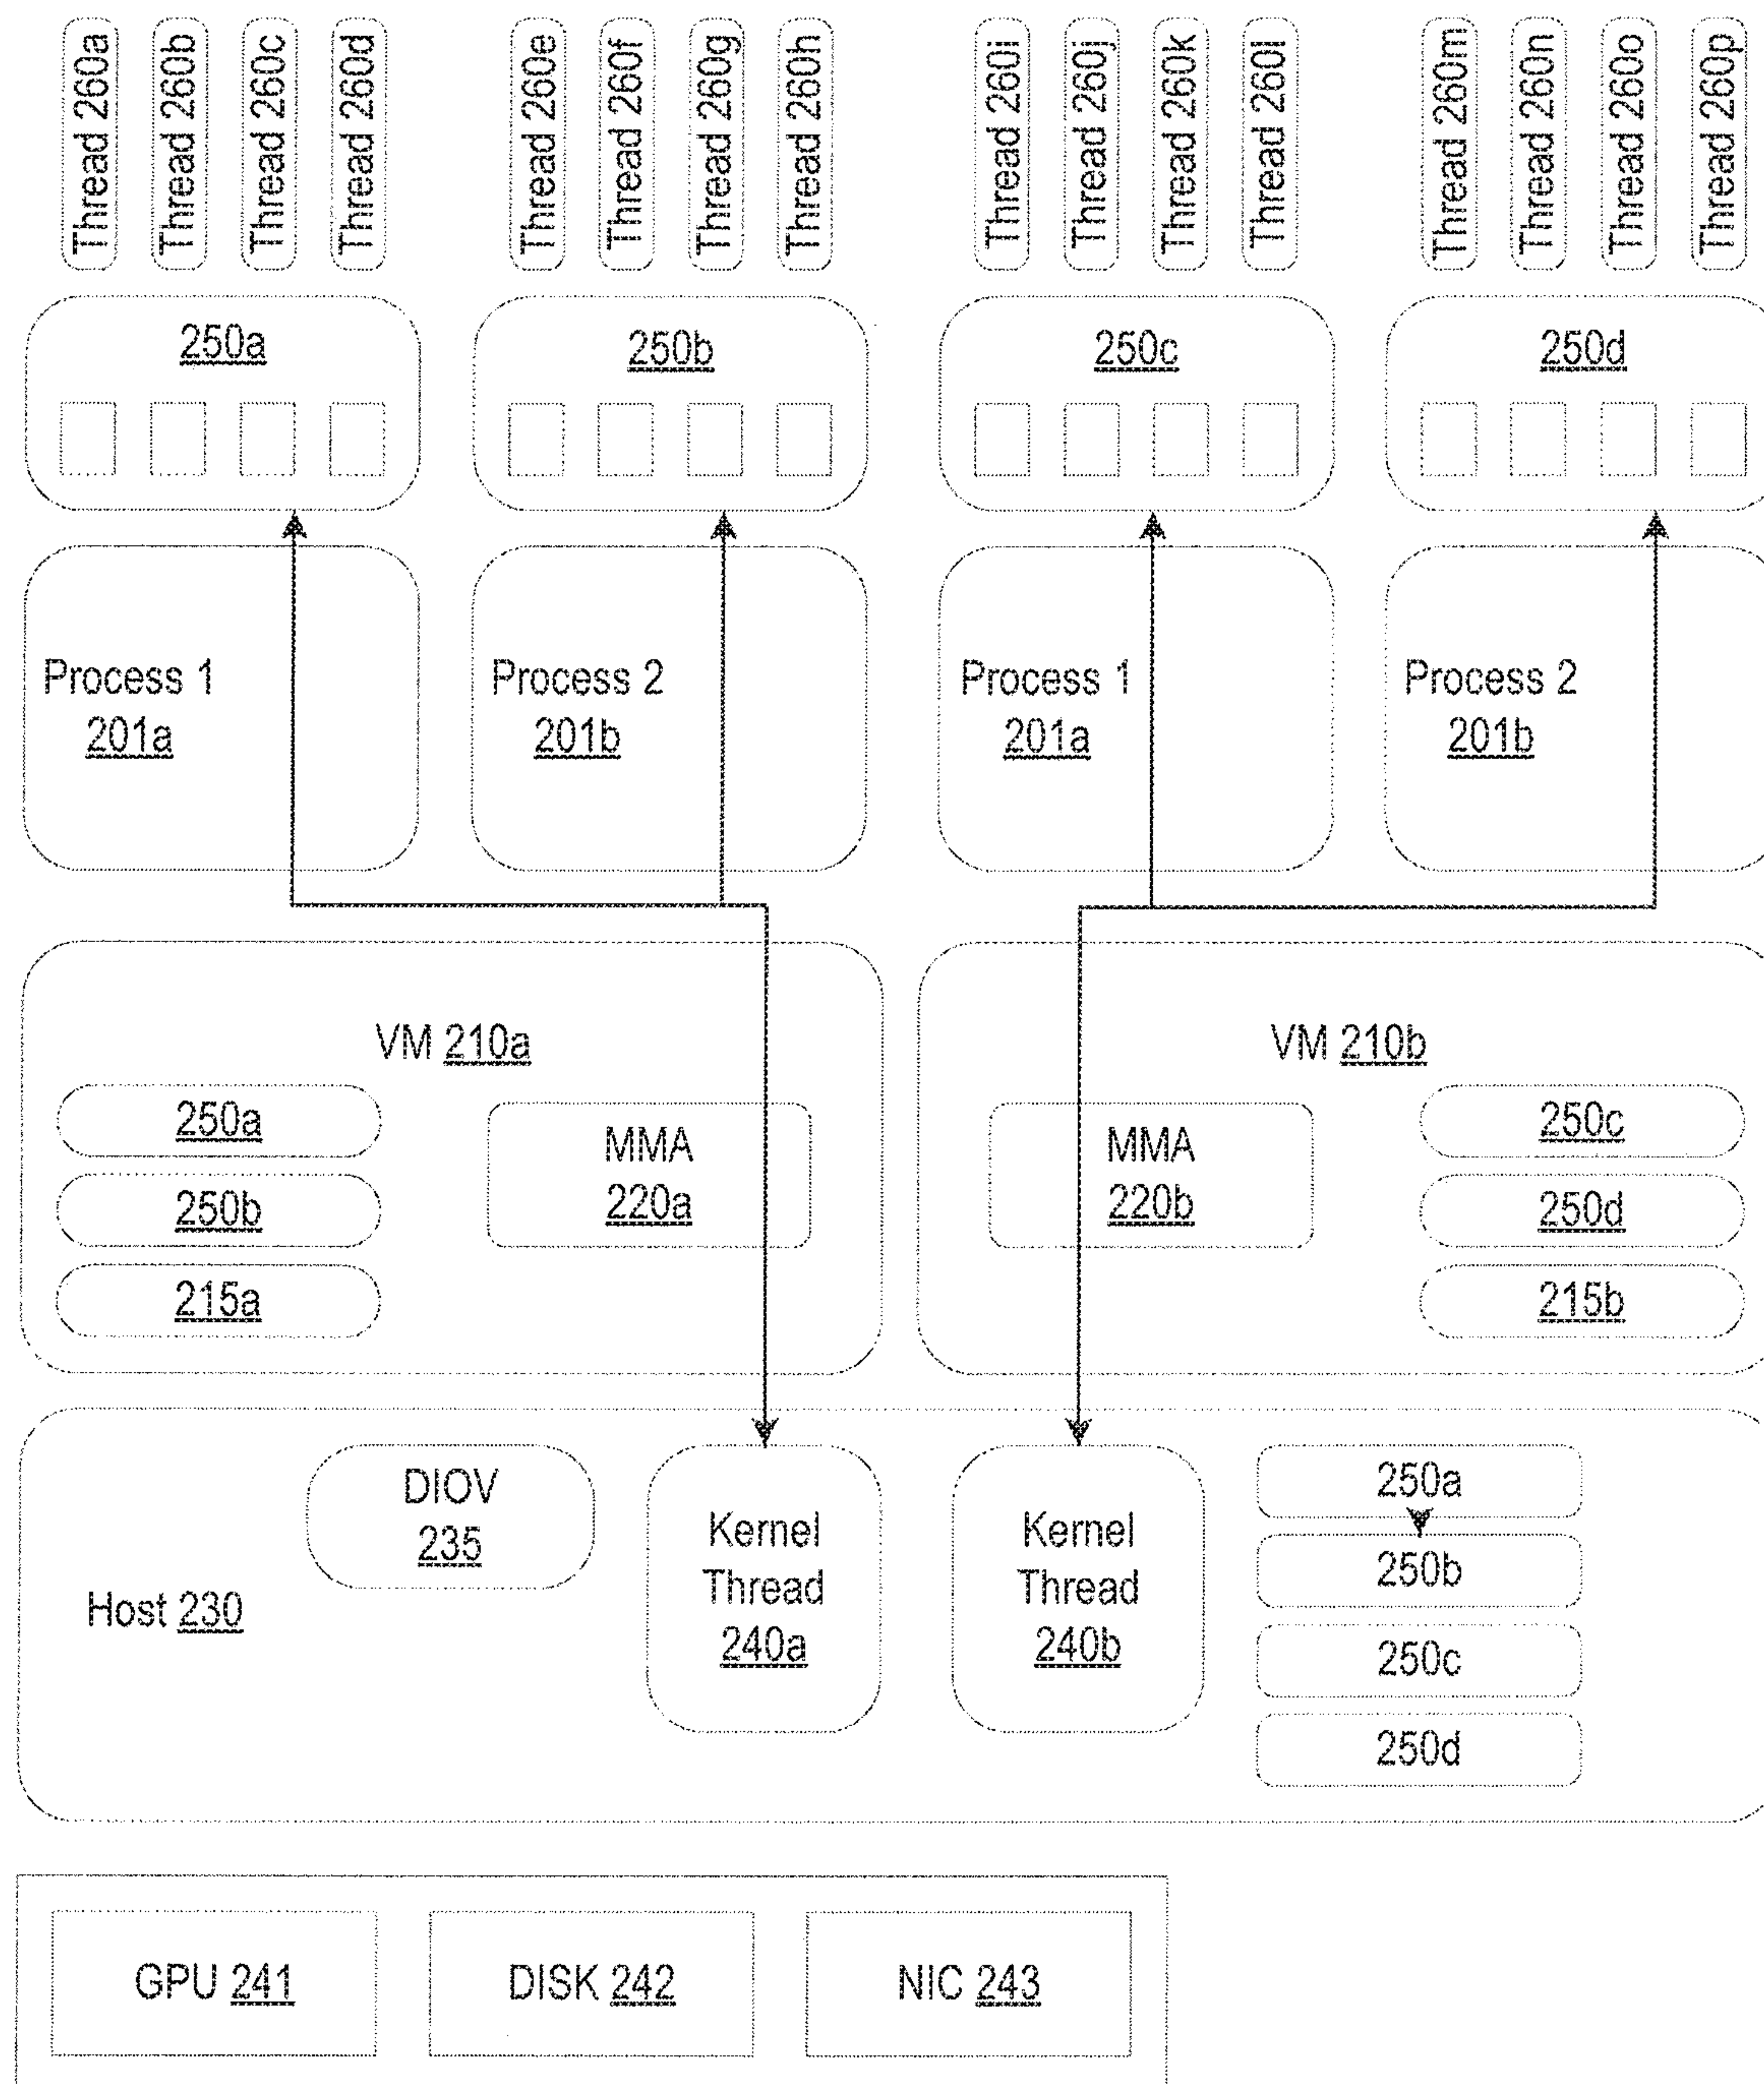 Thread 260a
Thread 260b
Thread 260c
Thread 260d
Thread 260e
Thread 260f
Thread 260g
Thread 260h
Thread 260i
Thread 260j
Thread 260k
Thread 260l
Thread 260m
Thread 260n
Thread 260o
Thread 260p
250a
250b
250c
250d
Process 1
201a
Process 2
201b
Process 1
201a
Process 2
201b
VM 210a
250a
250b
215a
MMA
220a
VM 210b
MMA
220b
250c
250d
215b
Host 230
DIOV
235
Kernel
Thread
240a
Kernel
Thread
240b
250a
250b
250c
250d
GPU 241
DISK 242
NIC 243